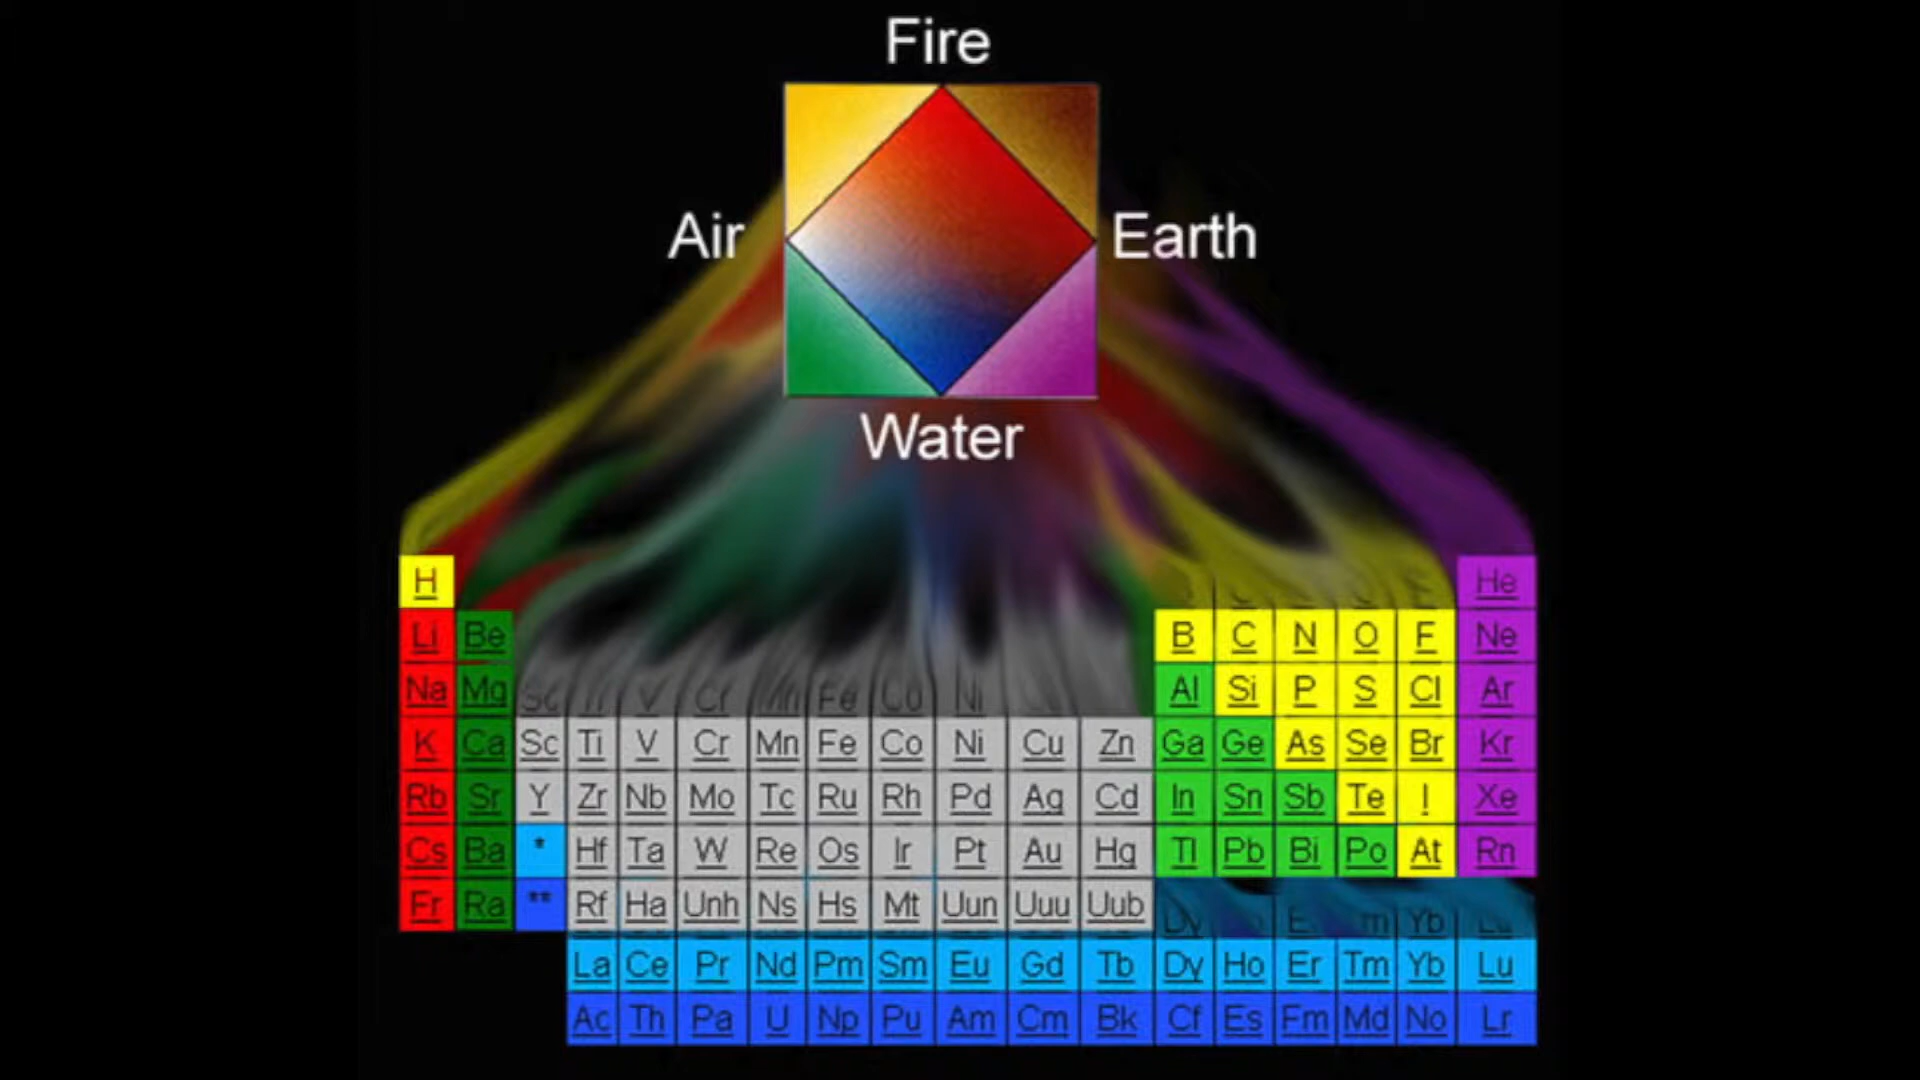 Fire
Air Earth
Water
H He
Li Be B C N O F Ne
Na Mg Al Si P S Cl Ar
K Ca Sc Ti V Cr Mn Fe Co Ni Cu Zn Ga Ge As Se Br Kr
Rb Sr Y Zr Nb Mo Tc Ru Rh Pd Ag Cd In Sn Sb Te I Xe
Cs Ba * Hf Ta W Re Os Ir Pt Au Hg Tl Pb Bi Po At Rn
Fr Ra ** Rf Ha Unh Ns Hs Mt Uun Uuu Uub
La Ce Pr Nd Pm Sm Eu Gd Tb Dy Ho Er Tm Yb Lu
Ac Th Pa U Np Pu Am Cm Bk Cf Es Fm Md No Lr